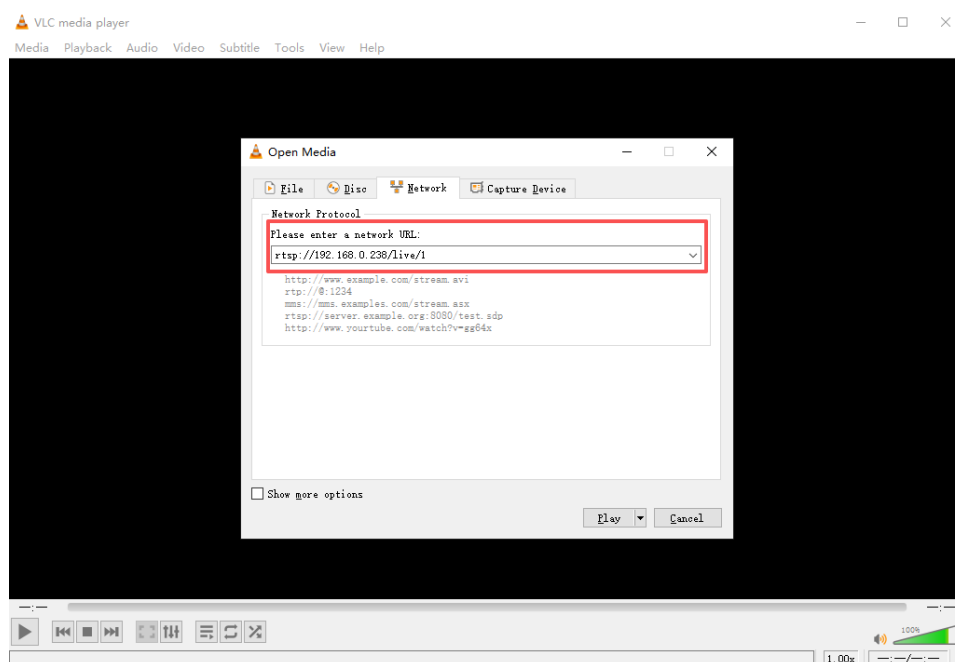 VLC media player
Media Playback Audio Video Subtitle Tools View Help
Open Media
File Disc Network Capture Device
Network Protocol
Please enter a network URL:
rtsp://192.168.0.238/live/1
http://www.example.com/stream.avi
rtp://@:1234
mms://mms.examples.com/stream.asx
rtsp://server.example.org:8080/test.sdp
http://www.yourtube.com/watch?v=gg64x
Show more options
Play Cancel
--:-- --:--
100%
1.00x --:--/--:--